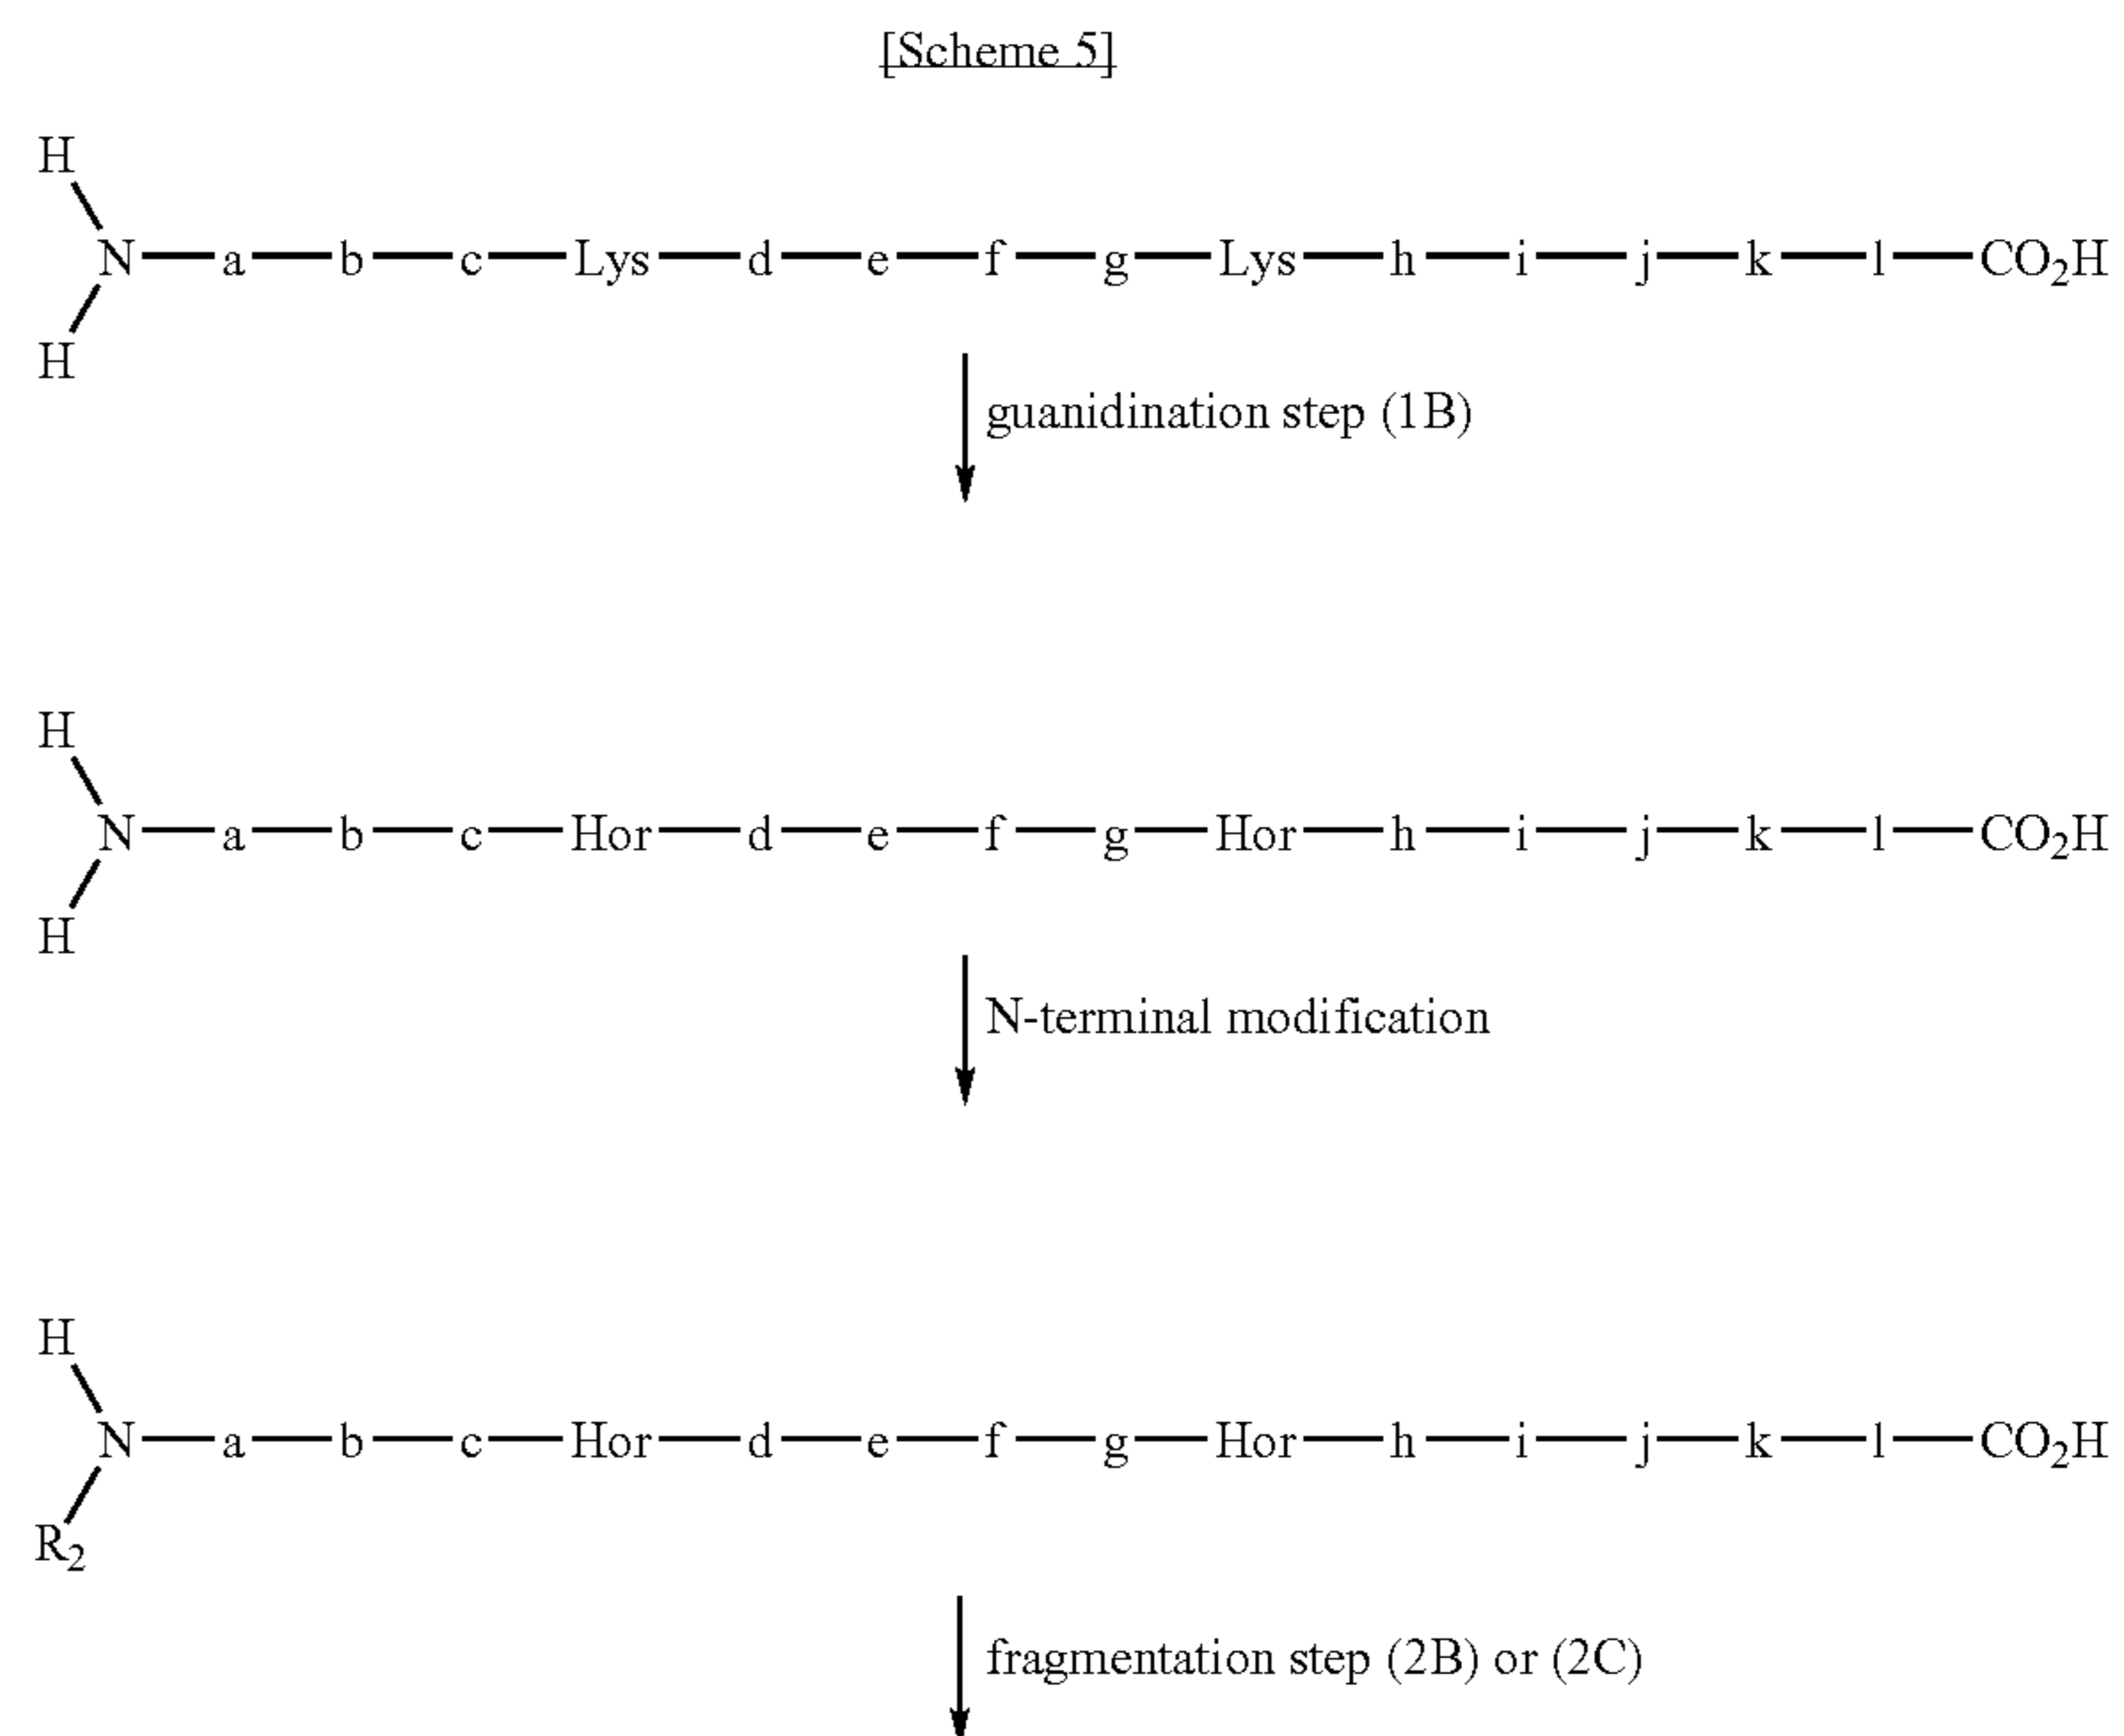 [Scheme 5]
H
N—a—b—c—Lys—d—e—f—g—Lys—h—i—j—k—l—CO₂H
H
guanidination step (1B)
H
N—a—b—c—Hor—d—e—f—g—Hor—h—i—j—k—l—CO₂H
H
N-terminal modification
H
N—a—b—c—Hor—d—e—f—g—Hor—h—i—j—k—l—CO₂H
R₂
fragmentation step (2B) or (2C)